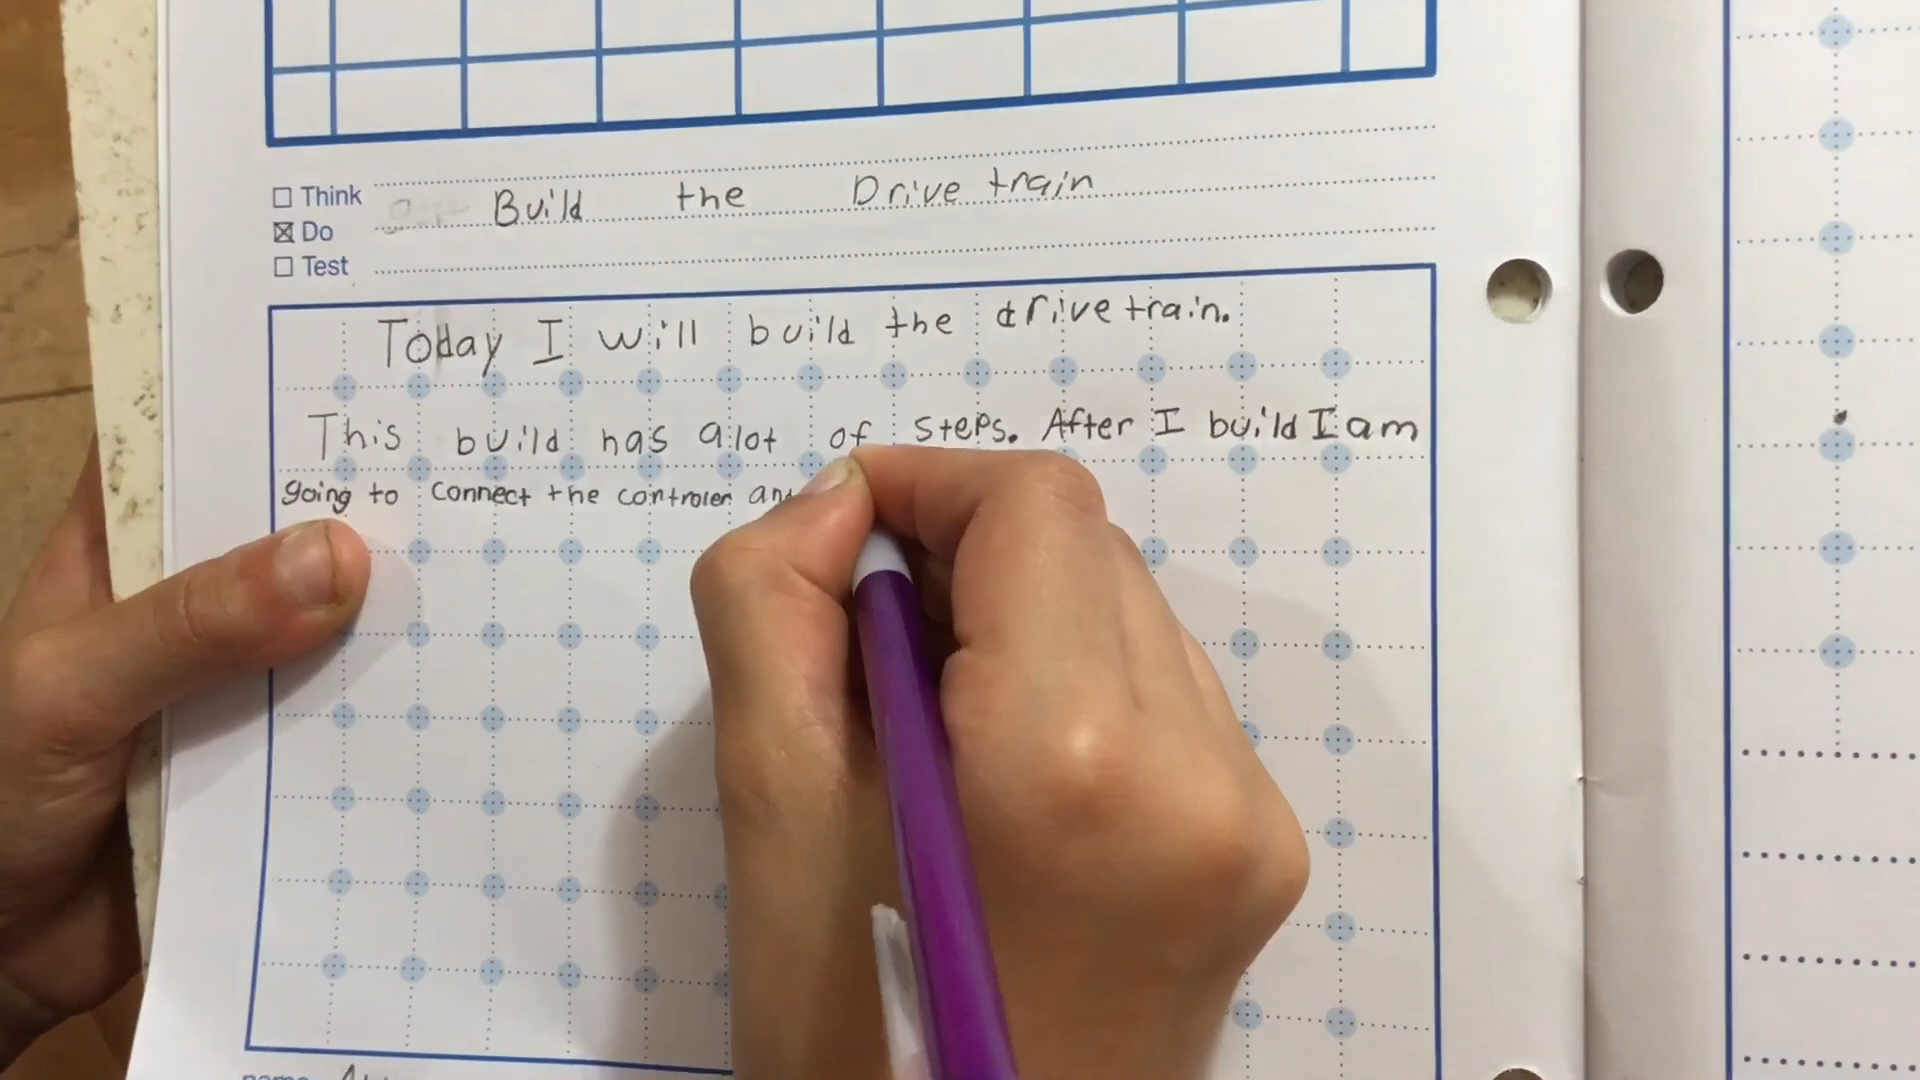 Think
Build the Drive train
Do
Test
Today I will build the drive train.
This build has alot of steps. After I build I am
going to connect the controler
name